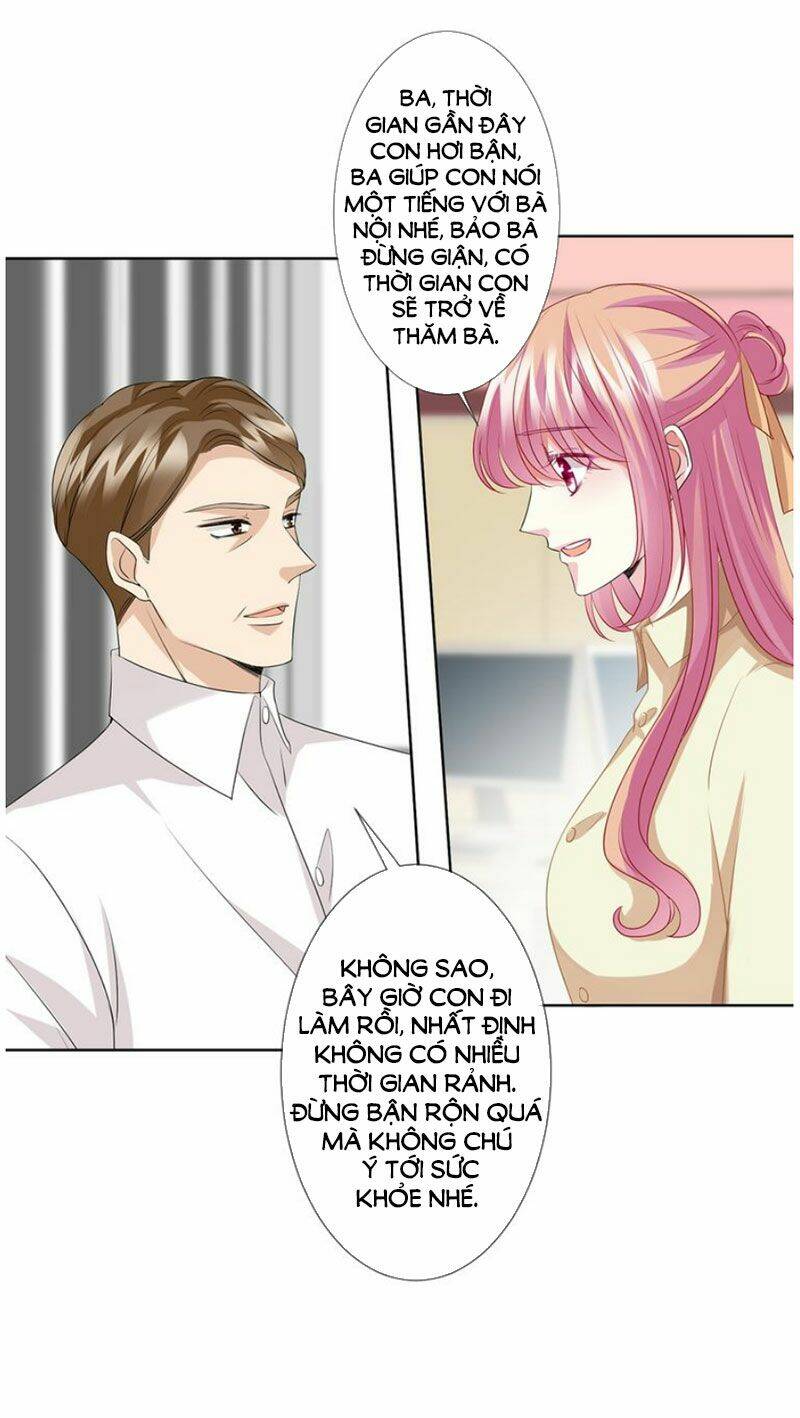 BA, THỜI
GIAN GẦN ĐÂY
CON HƠI BẬN,
BA GIÚP CON NÓI
MỘT TIẾNG VỚI BÀ
NỘI NHÉ, BẢO BÀ
ĐỪNG GIẬN, CÓ
THỜI GIAN CON
SẼ TRỞ VỀ
THĂM BÀ.
KHÔNG SAO,
BÂY GIỜ CON ĐI
LÀM RỒI, NHẤT ĐỊNH
KHÔNG CÓ NHIỀU
THỜI GIAN RẢNH.
ĐỪNG BẬN RỘN QUÁ
MÀ KHÔNG CHÚ
Ý TỚI SỨC
KHỎE NHÉ.